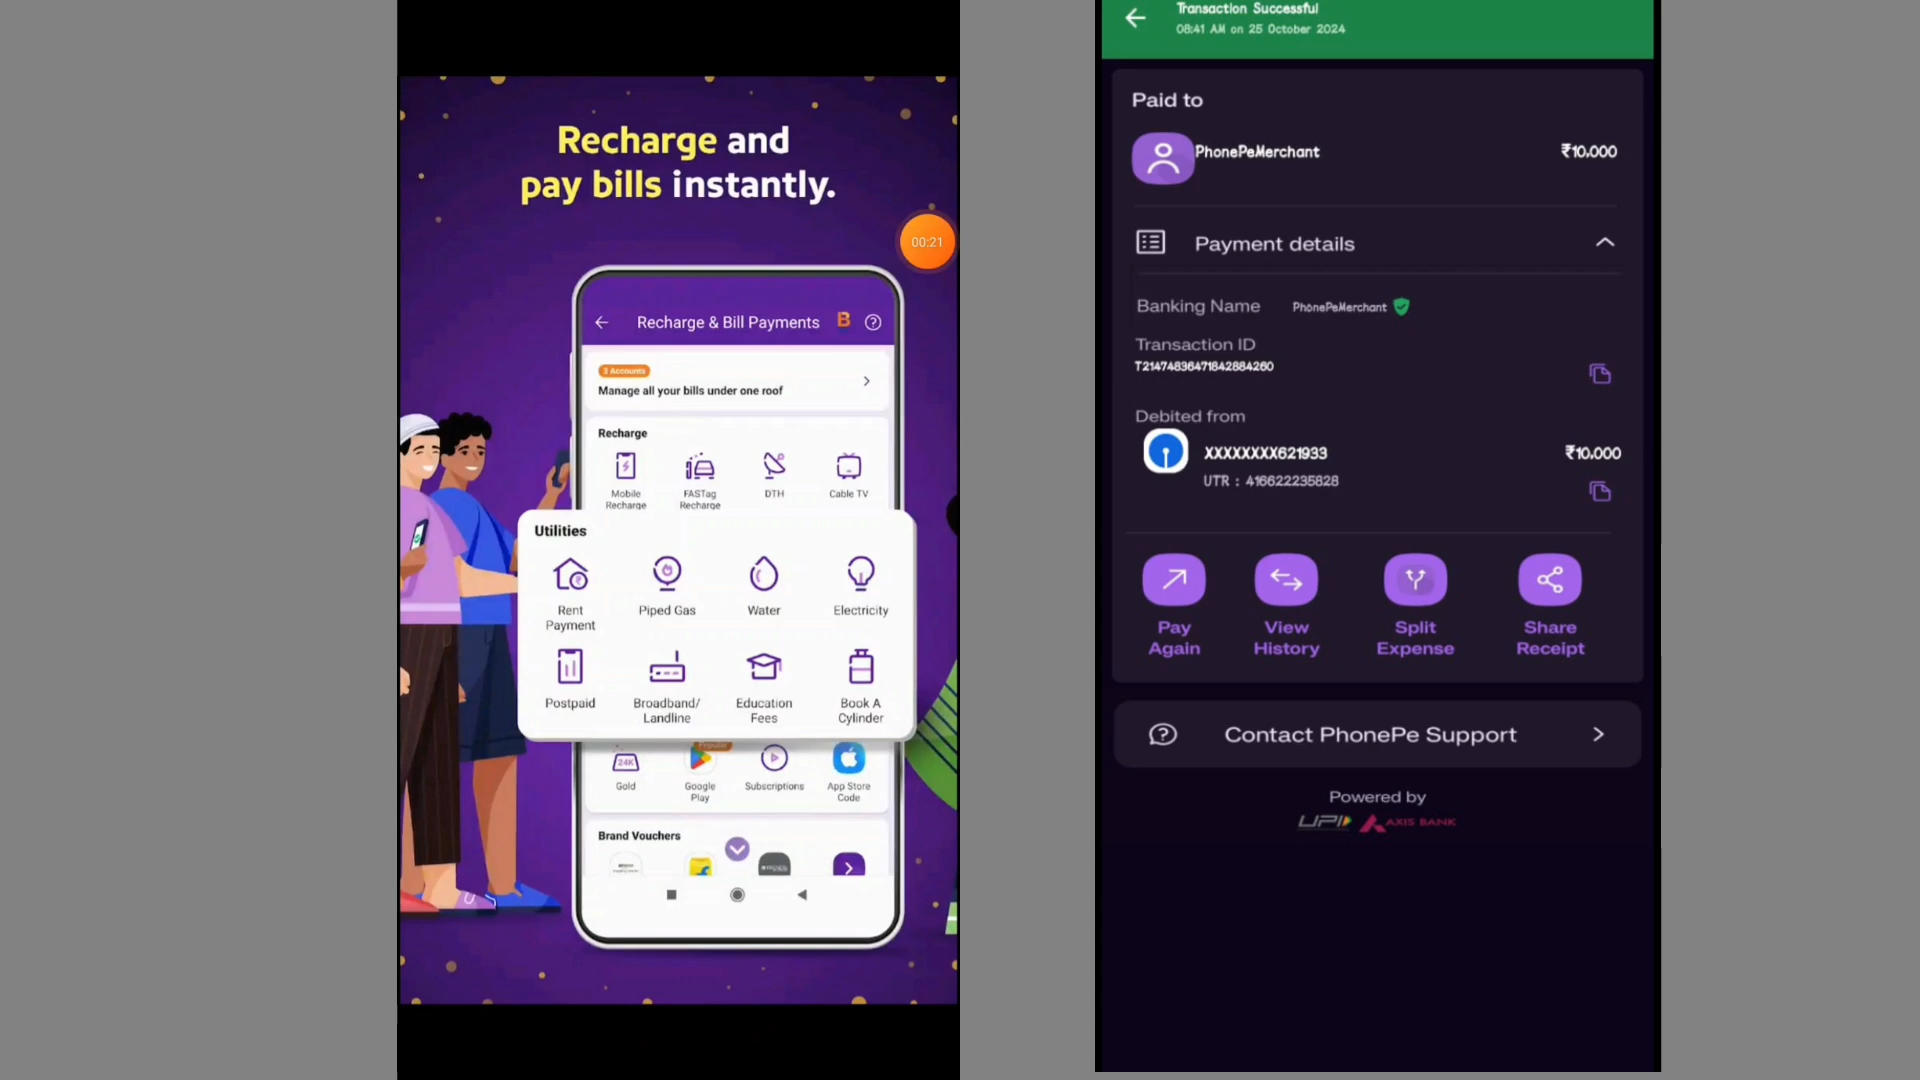 Recharge and
pay bills instantly.
00:21
Recharge & Bill Payments
3 Accounts
Manage all your bills under one roof
Recharge
Mobile Recharge
FASTag Recharge
DTH
Cable TV
Utilities
Rent Payment
Piped Gas
Water
Electricity
Postpaid
Broadband/ Landline
Education Fees
Book A Cylinder
24K
Popular
Gold
Google Play
Subscriptions
App Store Code
Brand Vouchers
Transaction Successful
08:41 AM on 25 October 2024
Paid to
PhonePeMerchant ₹10,000
Payment details
Banking Name PhonePeMerchant
Transaction ID
T21474836471842884260
Debited from
XXXXXXXX621933 ₹10,000
UTR : 416622235828
Pay Again
View History
Split Expense
Share Receipt
Contact PhonePe Support
Powered by
UPI AXIS BANK